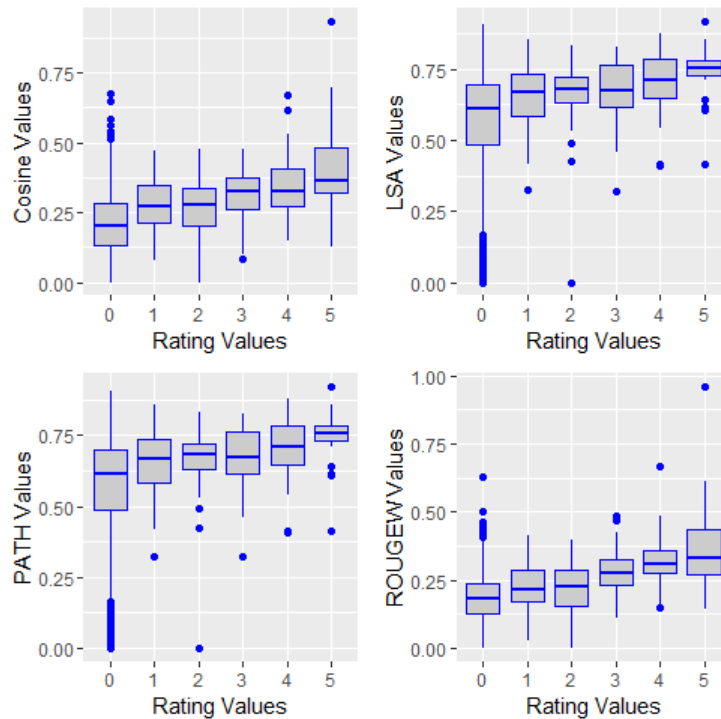 Cosine Values
0.75
0.50
0.25
0.00
0 1 2 3 4 5
Rating Values
LSA Values
0.75
0.50
0.25
0.00
0 1 2 3 4 5
Rating Values
PATH Values
0.75
0.50
0.25
0.00
0 1 2 3 4 5
Rating Values
ROUGEW Values
1.00
0.75
0.50
0.25
0.00
0 1 2 3 4 5
Rating Values